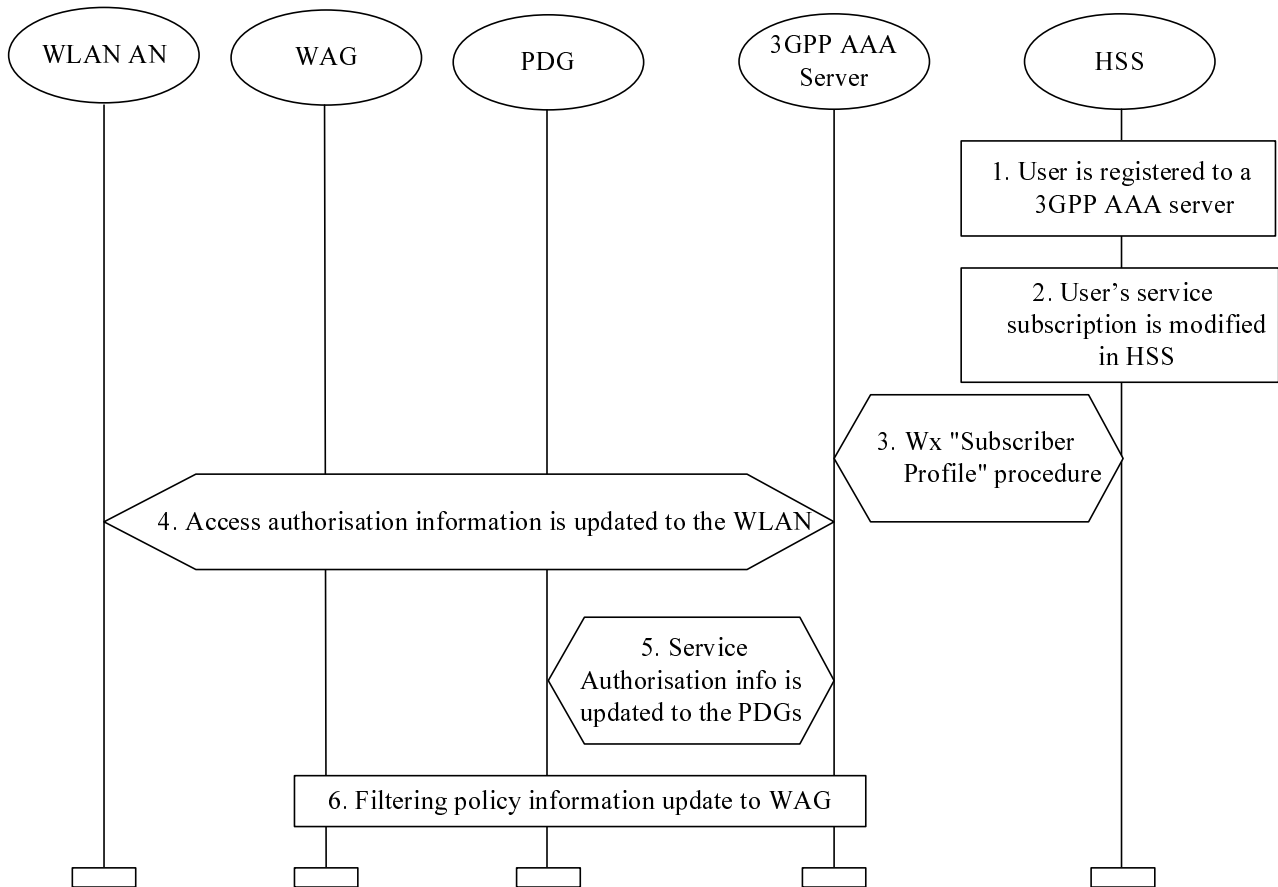 WLAN AN
WAG
PDG
3GPP AAA
Server
HSS
1. User is registered to a
3GPP AAA server
2. User’s service
subscription is modified
in HSS
3. Wx "Subscriber
Profile" procedure
4. Access authorisation information is updated to the WLAN
5. Service
Authorisation info is
updated to the PDGs
6. Filtering policy information update to WAG